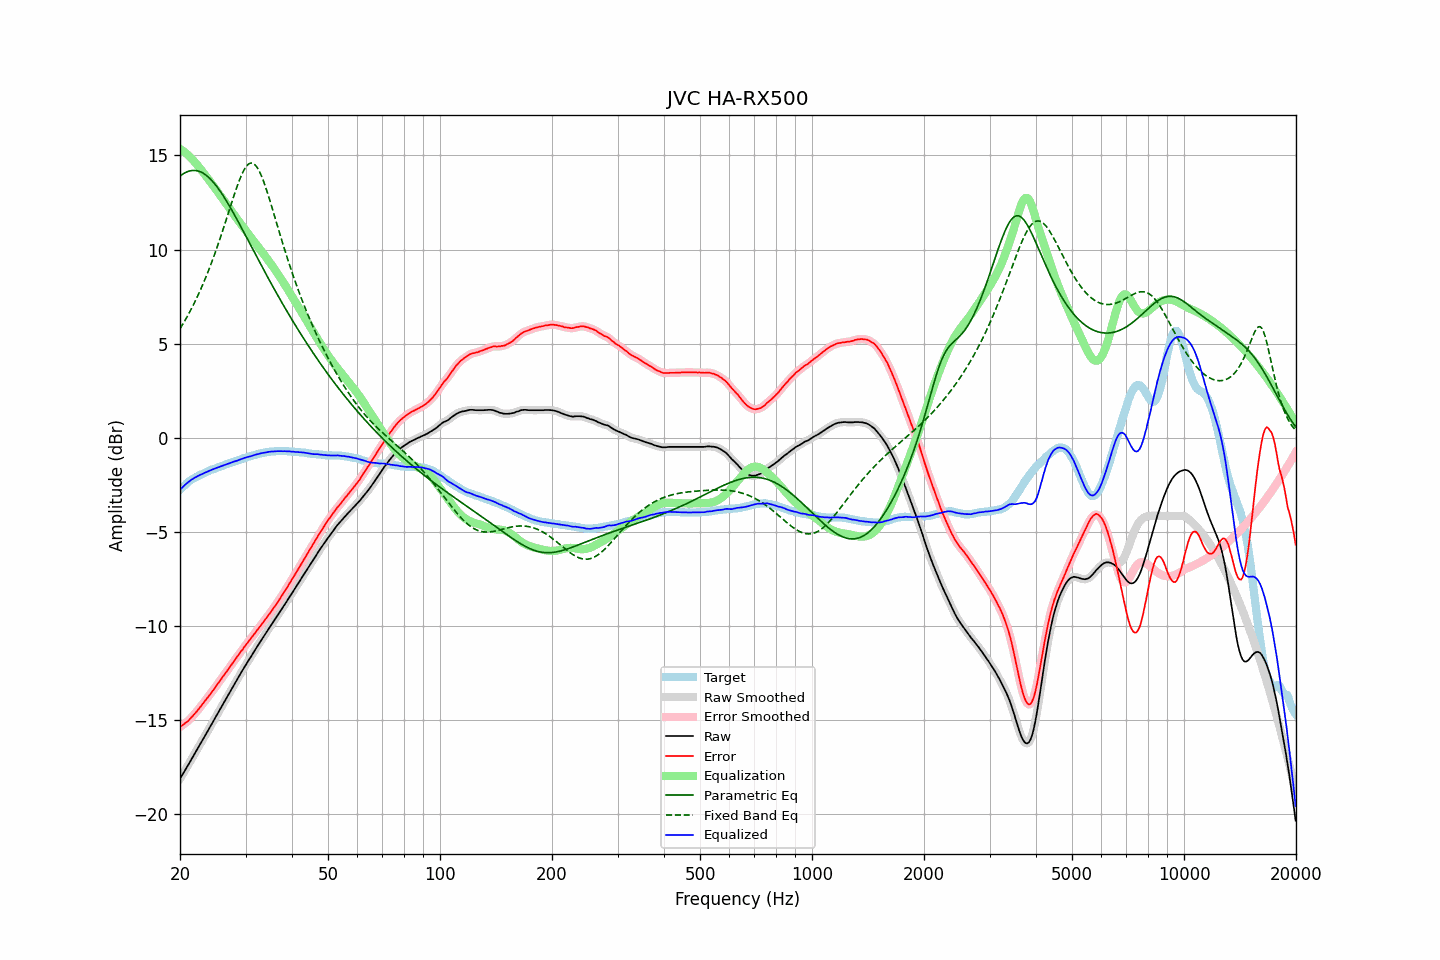 JVC HA-RX500
Amplitude (dBr)
15
10
5
0
−5
−10
−15
−20
Target
Raw Smoothed
Error Smoothed
Raw
Error
Equalization
Parametric Eq
Fixed Band Eq
Equalized
20 50 100 200 500 1000 2000 5000 10000 20000
Frequency (Hz)